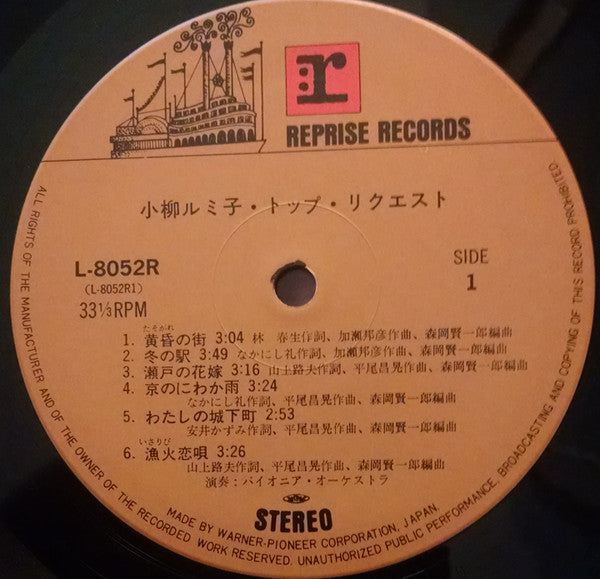 r:
REPRISE RECORDS
小柳ルミ子・トップ・リクエスト
L-8052R
(L-8052R1)
33⅓RPM
SIDE
1
たそがれ
1. 黄昏の街 3:04 林 春生作詞、加瀬邦彦作曲、森岡賢一郎編曲
2. 冬の駅 3:49 なかにし礼作詞、平尾昌晃作曲、森岡賢一郎編曲
3. 瀬戸の花嫁 3:16 山上路夫作詞、平尾昌晃作曲、森岡賢一郎編曲
4. 京のにわか雨 3:24
なかにし礼作詞、平尾昌晃作曲、森岡賢一郎編曲
5. わたしの城下町 2:53
安井かずみ作詞、平尾昌晃作曲、森岡賢一郎編曲
いさりび
6. 漁火恋唄 3:26
山上路夫作詞、平尾昌晃作曲、森岡賢一郎編曲
演奏:パイオニア・オーケストラ
STEREO
MADE BY WARNER-PIONEER CORPORATION, JAPAN.
ALL RIGHTS OF THE MANUFACTURER AND OF THE OWNER OF THE RECORDED WORK RESERVED. UNAUTHORIZED PUBLIC PERFORMANCE, BROADCASTING AND COPYING OF THIS RECORD PROHIBITED.